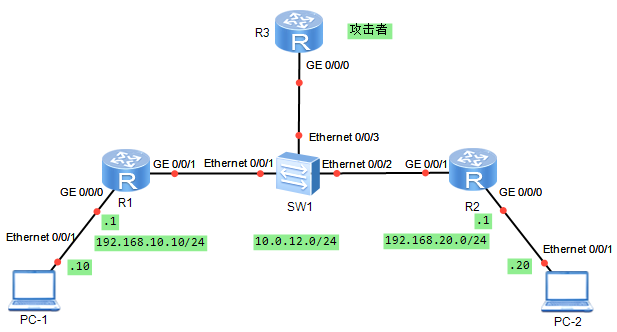 R3
攻击者
GE 0/0/0
Ethernet 0/0/3
GE 0/0/1
Ethernet 0/0/1
Ethernet 0/0/2
GE 0/0/1
R1
SW1
R2
GE 0/0/0
GE 0/0/0
.1
.1
Ethernet 0/0/1
192.168.10.10/24
10.0.12.0/24
192.168.20.0/24
Ethernet 0/0/1
.10
.20
PC-1
PC-2